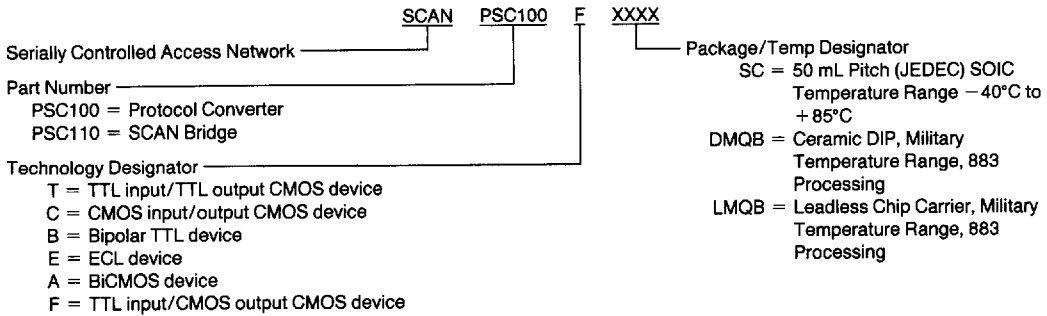 SCAN PSC100 F XXXX
Serially Controlled Access Network
Part Number
PSC100 = Protocol Converter
PSC110 = SCAN Bridge
Technology Designator
T = TTL input/TTL output CMOS device
C = CMOS input/output CMOS device
B = Bipolar TTL device
E = ECL device
A = BiCMOS device
F = TTL input/CMOS output CMOS device
Package/Temp Designator
SC = 50 mL Pitch (JEDEC) SOIC
Temperature Range −40°C to
+85°C
DMQB = Ceramic DIP, Military
Temperature Range, 883
Processing
LMQB = Leadless Chip Carrier, Military
Temperature Range, 883
Processing